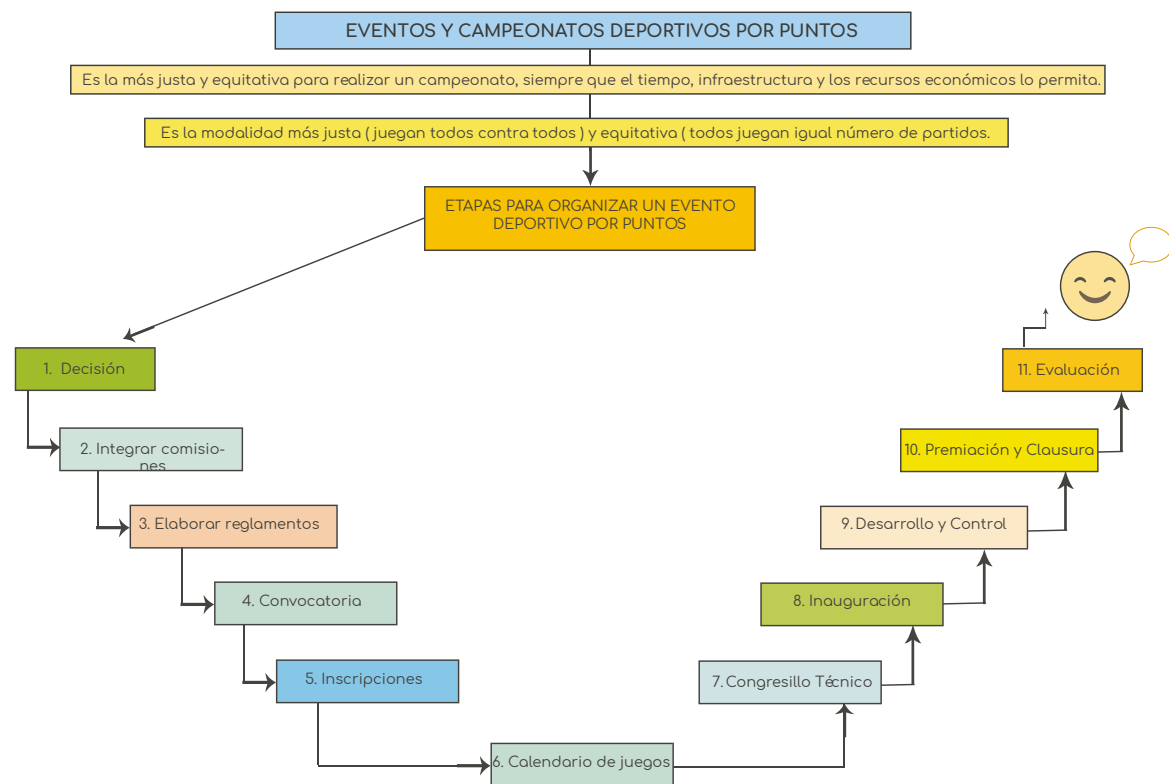 EVENTOS Y CAMPEONATOS DEPORTIVOS POR PUNTOS
Es la más justa y equitativa para realizar un campeonato, siempre que el tiempo, infraestructura y los recursos económicos lo permita.
Es la modalidad más justa ( juegan todos contra todos ) y equitativa ( todos juegan igual número de partidos.
ETAPAS PARA ORGANIZAR UN EVENTO
DEPORTIVO POR PUNTOS
1. Decisión
2. Integrar comisio-
nes
3. Elaborar reglamentos
4. Convocatoria
5. Inscripciones
6. Calendario de juegos
7. Congresillo Técnico
8. Inauguración
9. Desarrollo y Control
10. Premiación y Clausura
11. Evaluación